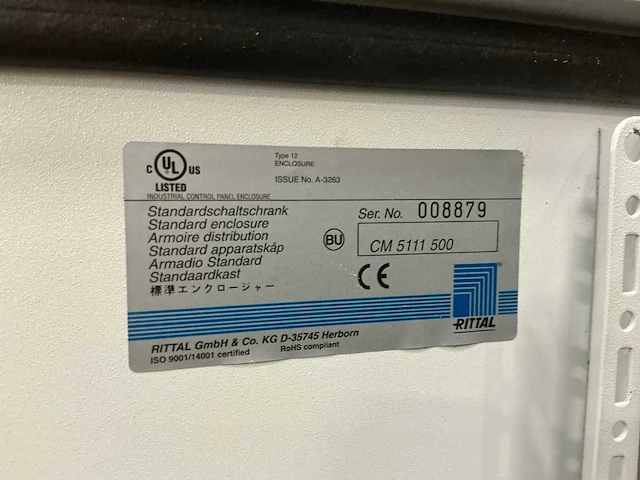 c UL US
LISTED
INDUSTRIAL CONTROL PANEL ENCLOSURE
Type 12
ENCLOSURE
ISSUE No. A-3263
Standardschaltschrank
Standard enclosure
Armoire distribution
Standard apparatskåp
Armadio Standard
Standaardkast
標準エンクロージャー
Ser. No. 008879
BU
CM 5111 500
CE
RITTAL
RITTAL GmbH & Co. KG D-35745 Herborn
ISO 9001/14001 certified RoHS compliant